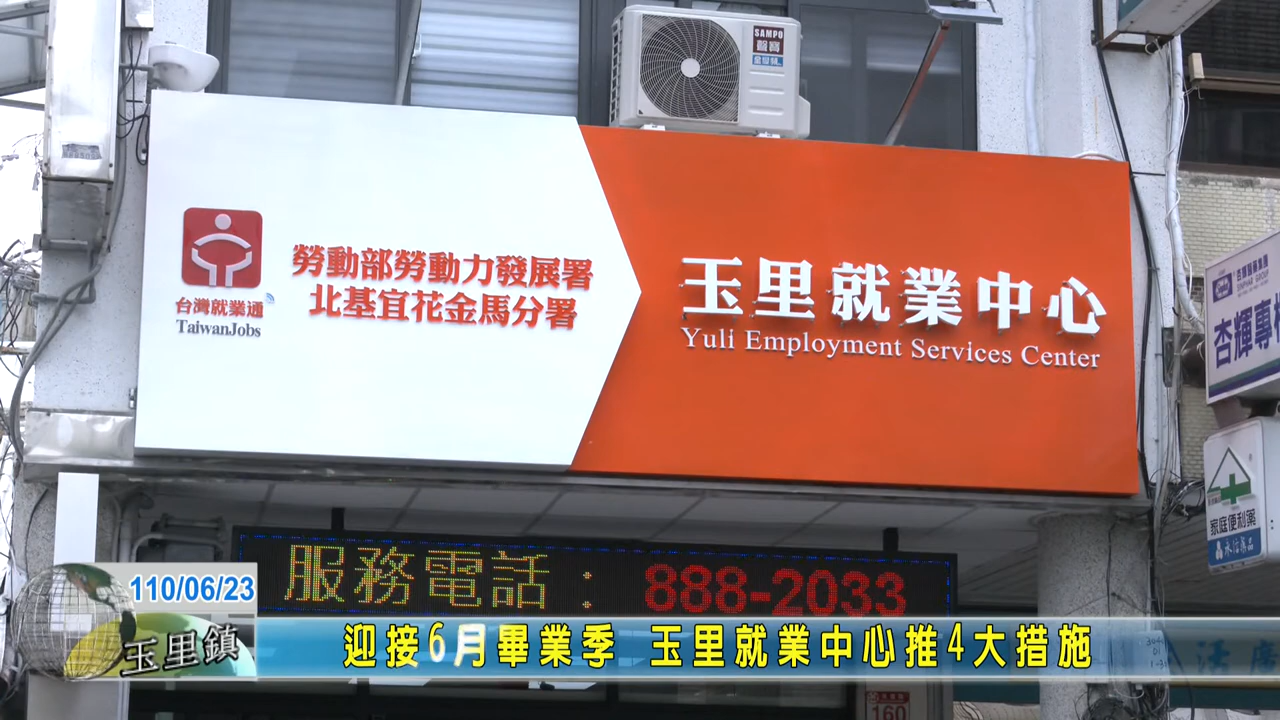 SAMPO
聲寶
台灣就業通
TaiwanJobs
勞動部勞動力發展署
北基宜花金馬分署
玉里就業中心
Yuli Employment Services Center
杏輝專
家庭便利薬
服務電話：888-2033
110/06/23
玉里鎮
迎接6月畢業季 玉里就業中心推4大措施
160